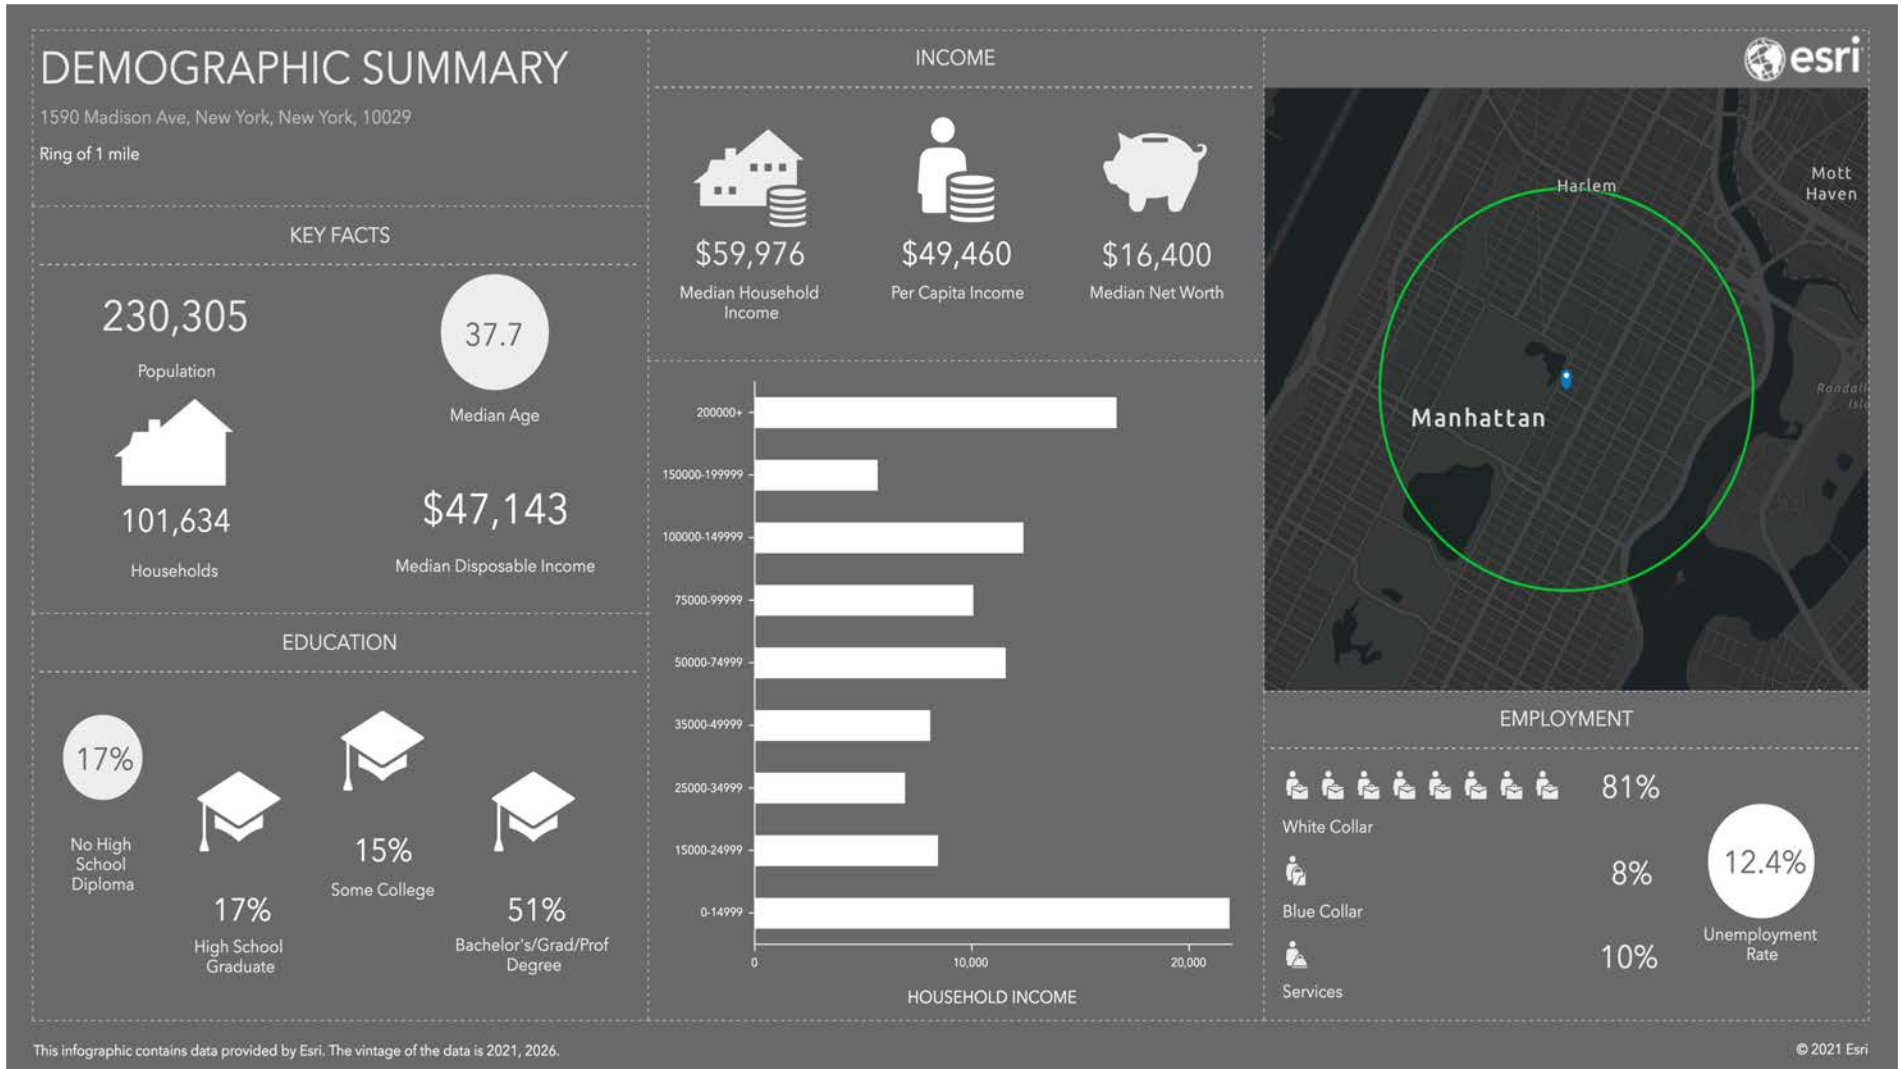 DEMOGRAPHIC SUMMARY
1590 Madison Ave, New York, New York, 10029
Ring of 1 mile
KEY FACTS
230,305
Population
37.7
Median Age
101,634
Households
$47,143
Median Disposable Income
EDUCATION
17%
No High
School
Diploma
17%
High School
Graduate
15%
Some College
51%
Bachelor's/Grad/Prof
Degree
INCOME
$59,976
Median Household
Income
$49,460
Per Capita Income
$16,400
Median Net Worth
200000+
150000-199999
100000-149999
75000-99999
50000-74999
35000-49999
25000-34999
15000-24999
0-14999
0
10,000
20,000
HOUSEHOLD INCOME
esri
Harlem
Mott
Haven
Manhattan
EMPLOYMENT
81%
White Collar
8%
Blue Collar
10%
Services
12.4%
Unemployment
Rate
This infographic contains data provided by Esri. The vintage of the data is 2021, 2026.
© 2021 Esri